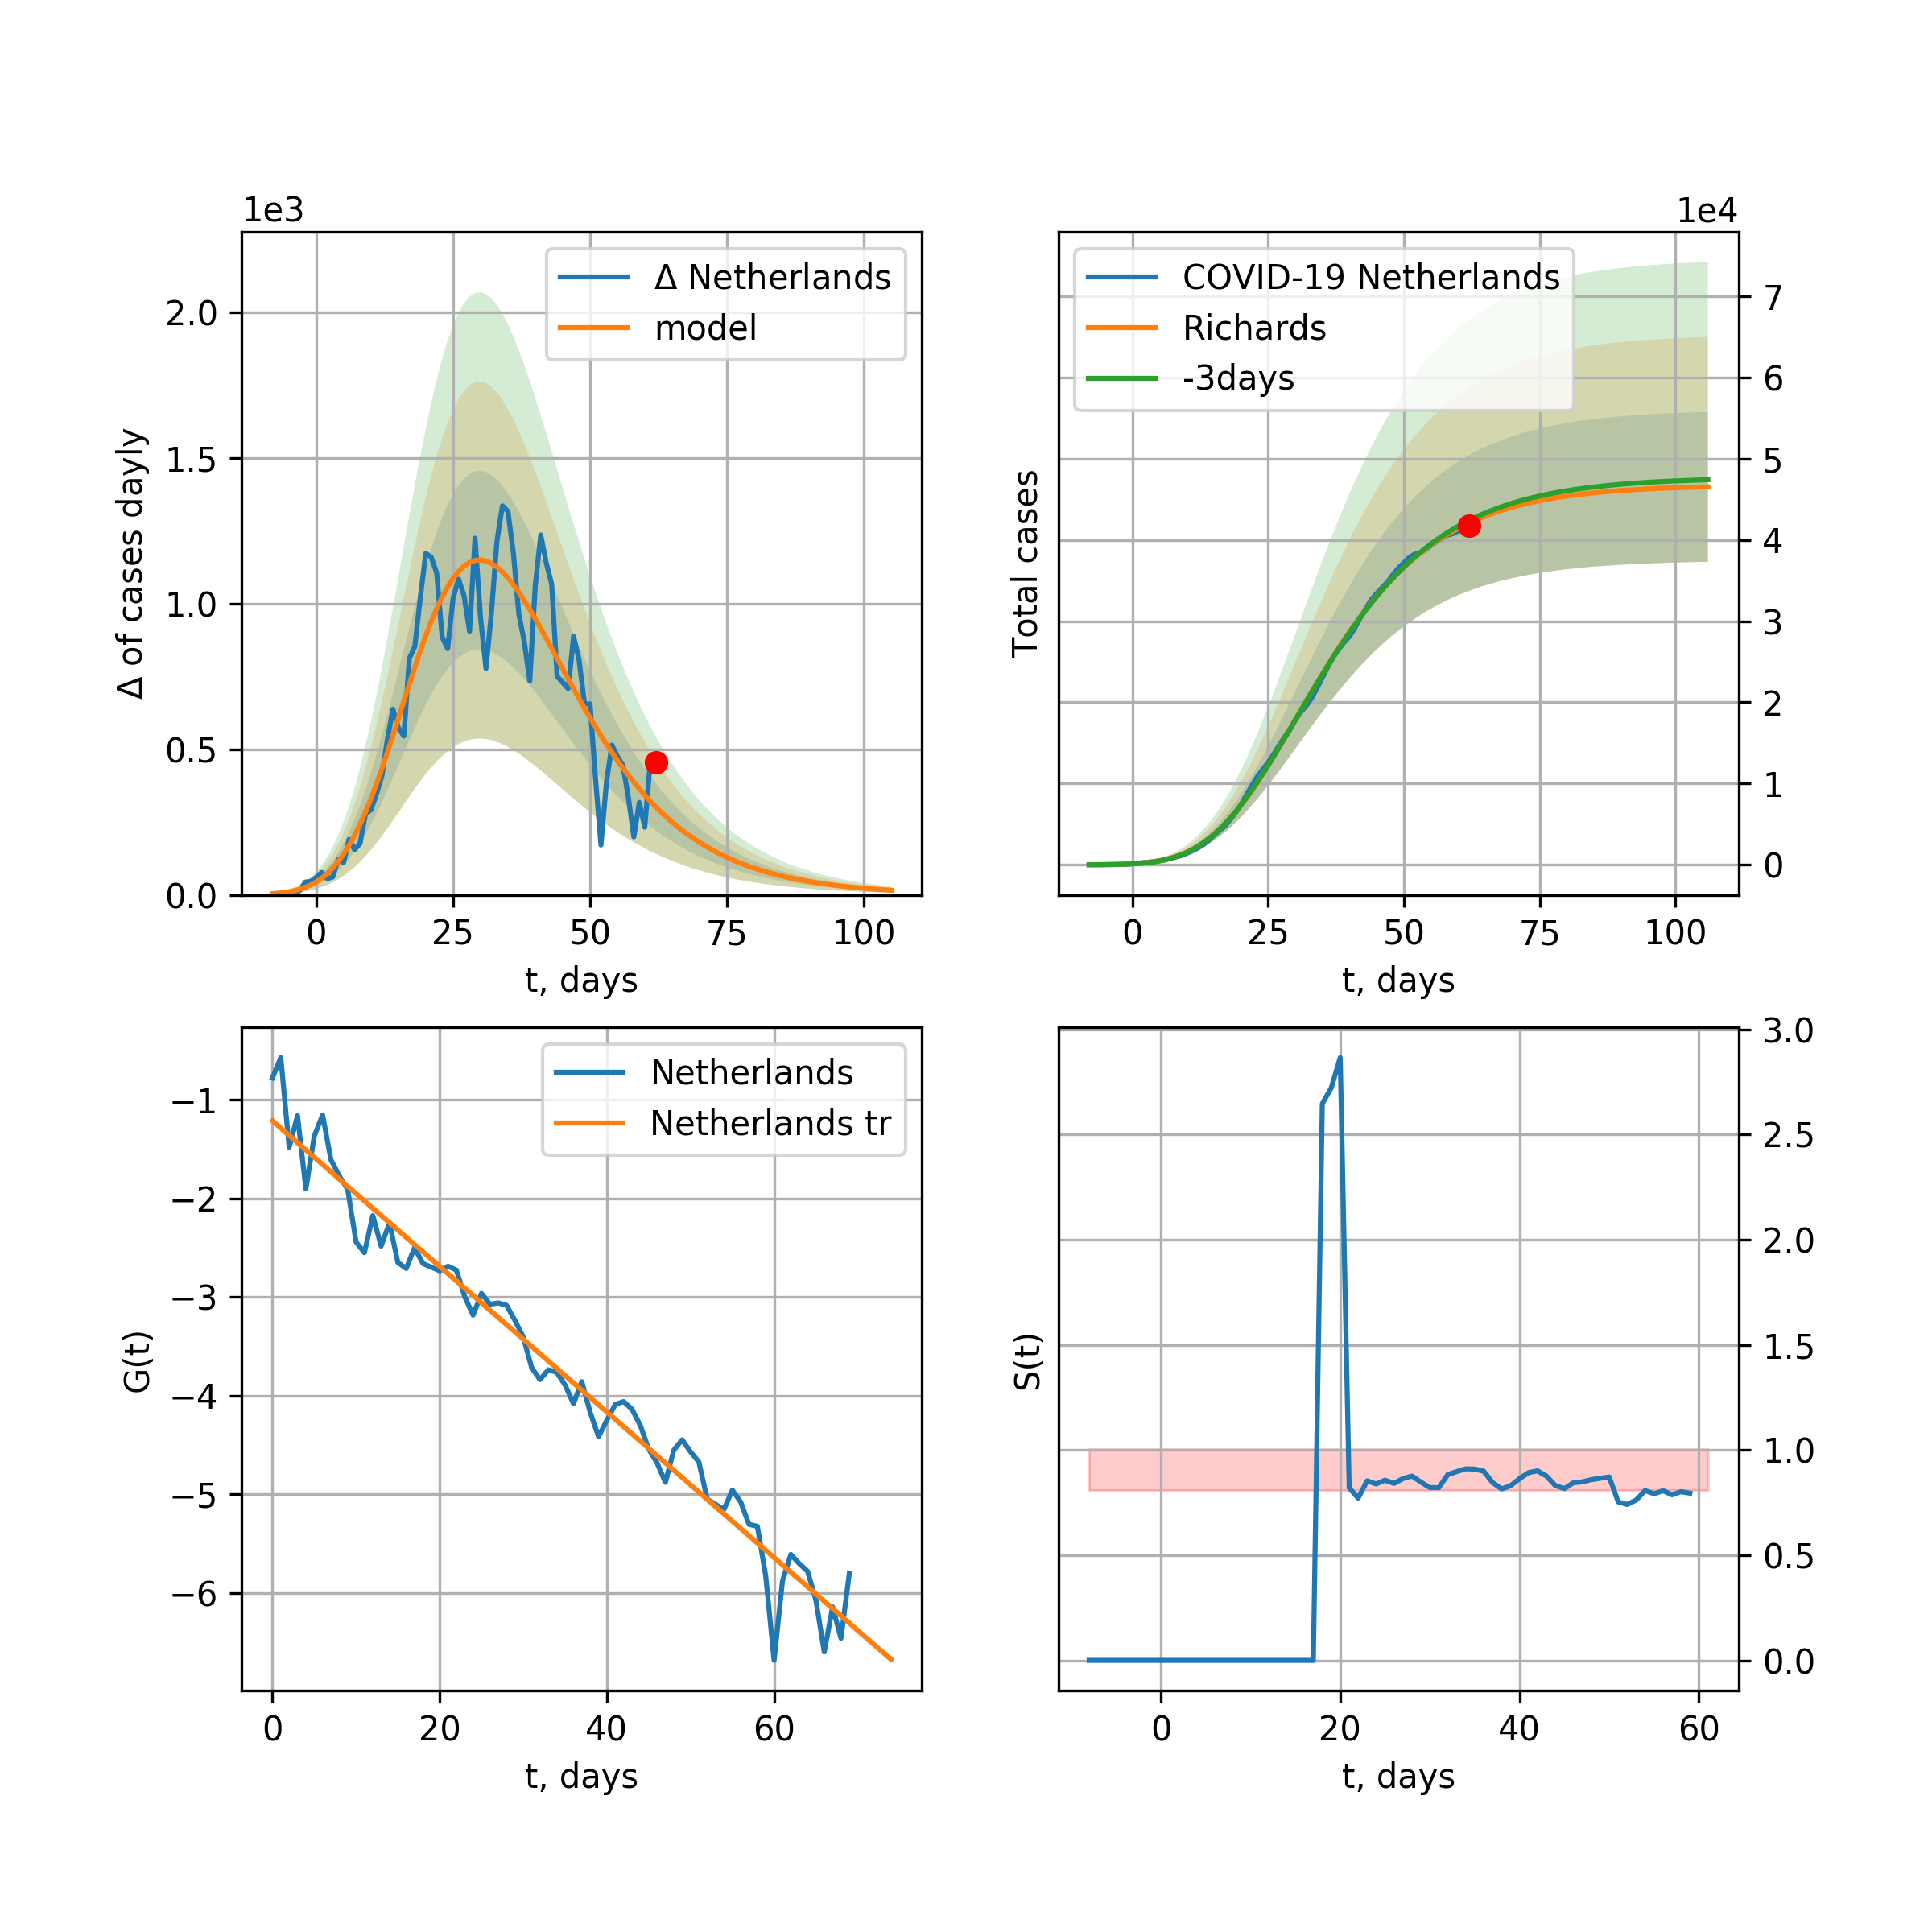 1e3
Δ of cases dayly
2.0
1.5
1.0
0.5
0.0
Δ Netherlands
model
0 25 50 75 100
t, days
1e4
Total cases
COVID-19 Netherlands
Richards
-3days
7
6
5
4
3
2
1
0
0 25 50 75 100
t, days
G(t)
−1
−2
−3
−4
−5
−6
Netherlands
Netherlands tr
0 20 40 60
t, days
S(t)
3.0
2.5
2.0
1.5
1.0
0.5
0.0
0 20 40 60
t, days